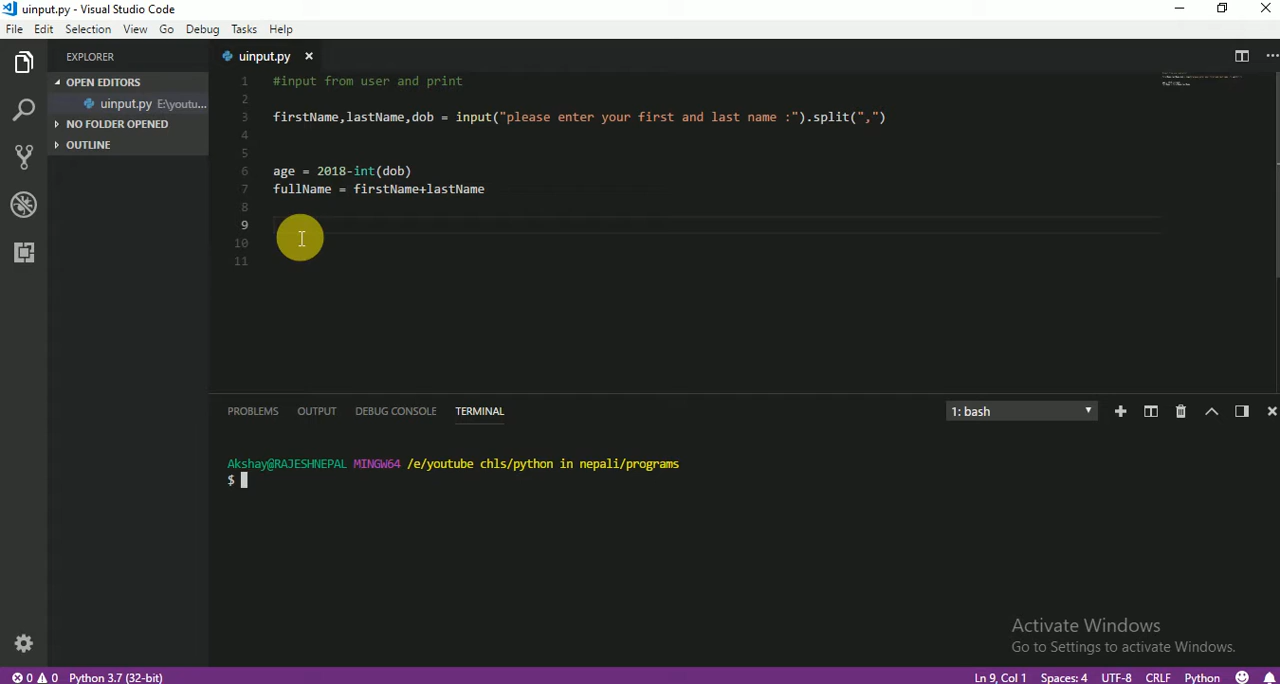 uinput.py - Visual Studio Code
File Edit Selection View Go Debug Tasks Help
EXPLORER
uinput.py
OPEN EDITORS
uinput.py E:\youtu...
NO FOLDER OPENED
OUTLINE
1 #input from user and print
2
3 firstName,lastName,dob = input("please enter your first and last name :").split(",")
4
5
6 age = 2018-int(dob)
7 fullName = firstName+lastName
8
9
10
11
PROBLEMS OUTPUT DEBUG CONSOLE TERMINAL
1: bash
Akshay@RAJESHNEPAL MINGW64 /e/youtube chls/python in nepali/programs
$
Activate Windows
Go to Settings to activate Windows.
0 0 Python 3.7 (32-bit)
Ln 9, Col 1 Spaces: 4 UTF-8 CRLF Python